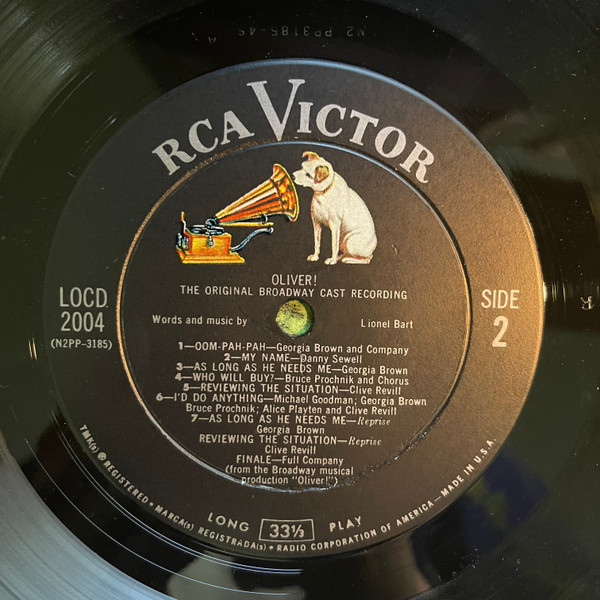 N2 PP3185-4S
RCA VICTOR
OLIVER!
THE ORIGINAL BROADWAY CAST RECORDING
LOCD
2004
(N2PP-3185)
SIDE
2
Words and music by Lionel Bart
1—OOM-PAH-PAH—Georgia Brown and Company
2—MY NAME—Danny Sewell
3—AS LONG AS HE NEEDS ME—Georgia Brown
4—WHO WILL BUY?—Bruce Prochnik and Chorus
5—REVIEWING THE SITUATION—Clive Revill
6—I'D DO ANYTHING—Michael Goodman; Georgia Brown
Bruce Prochnik; Alice Playten and Clive Revill
7—AS LONG AS HE NEEDS ME—Reprise
Georgia Brown
REVIEWING THE SITUATION—Reprise
Clive Revill
FINALE—Full Company
(from the Broadway musical
production "Oliver!")
LONG 33⅓ PLAY
TMK(s) ® REGISTERED • MARCA(s) REGISTRADA(s) • RADIO CORPORATION OF AMERICA—MADE IN U.S.A.